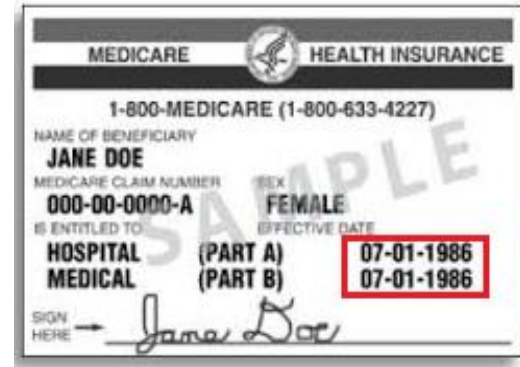 MEDICARE HEALTH INSURANCE
1-800-MEDICARE (1-800-633-4227)
NAME OF BENEFICIARY
JANE DOE
MEDICARE CLAIM NUMBER SEX
000-00-0000-A FEMALE
IS ENTITLED TO EFFECTIVE DATE
HOSPITAL (PART A) 07-01-1986
MEDICAL (PART B) 07-01-1986
SIGN
HERE Jane Doe
SAMPLE